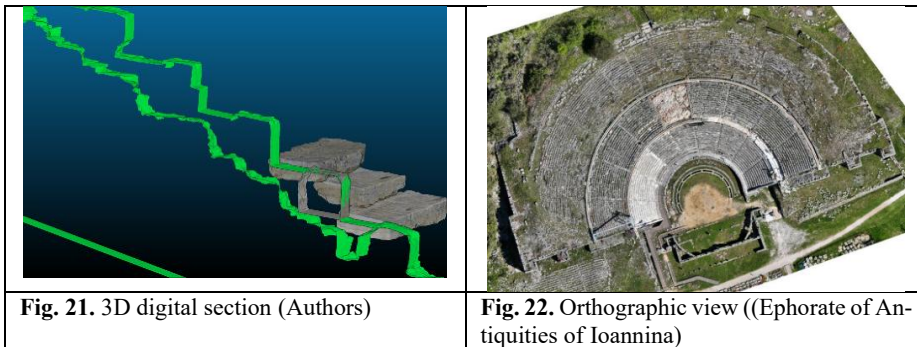 Fig. 21. 3D digital section (Authors)
Fig. 22. Orthographic view ((Ephorate of An-
tiquities of Ioannina)